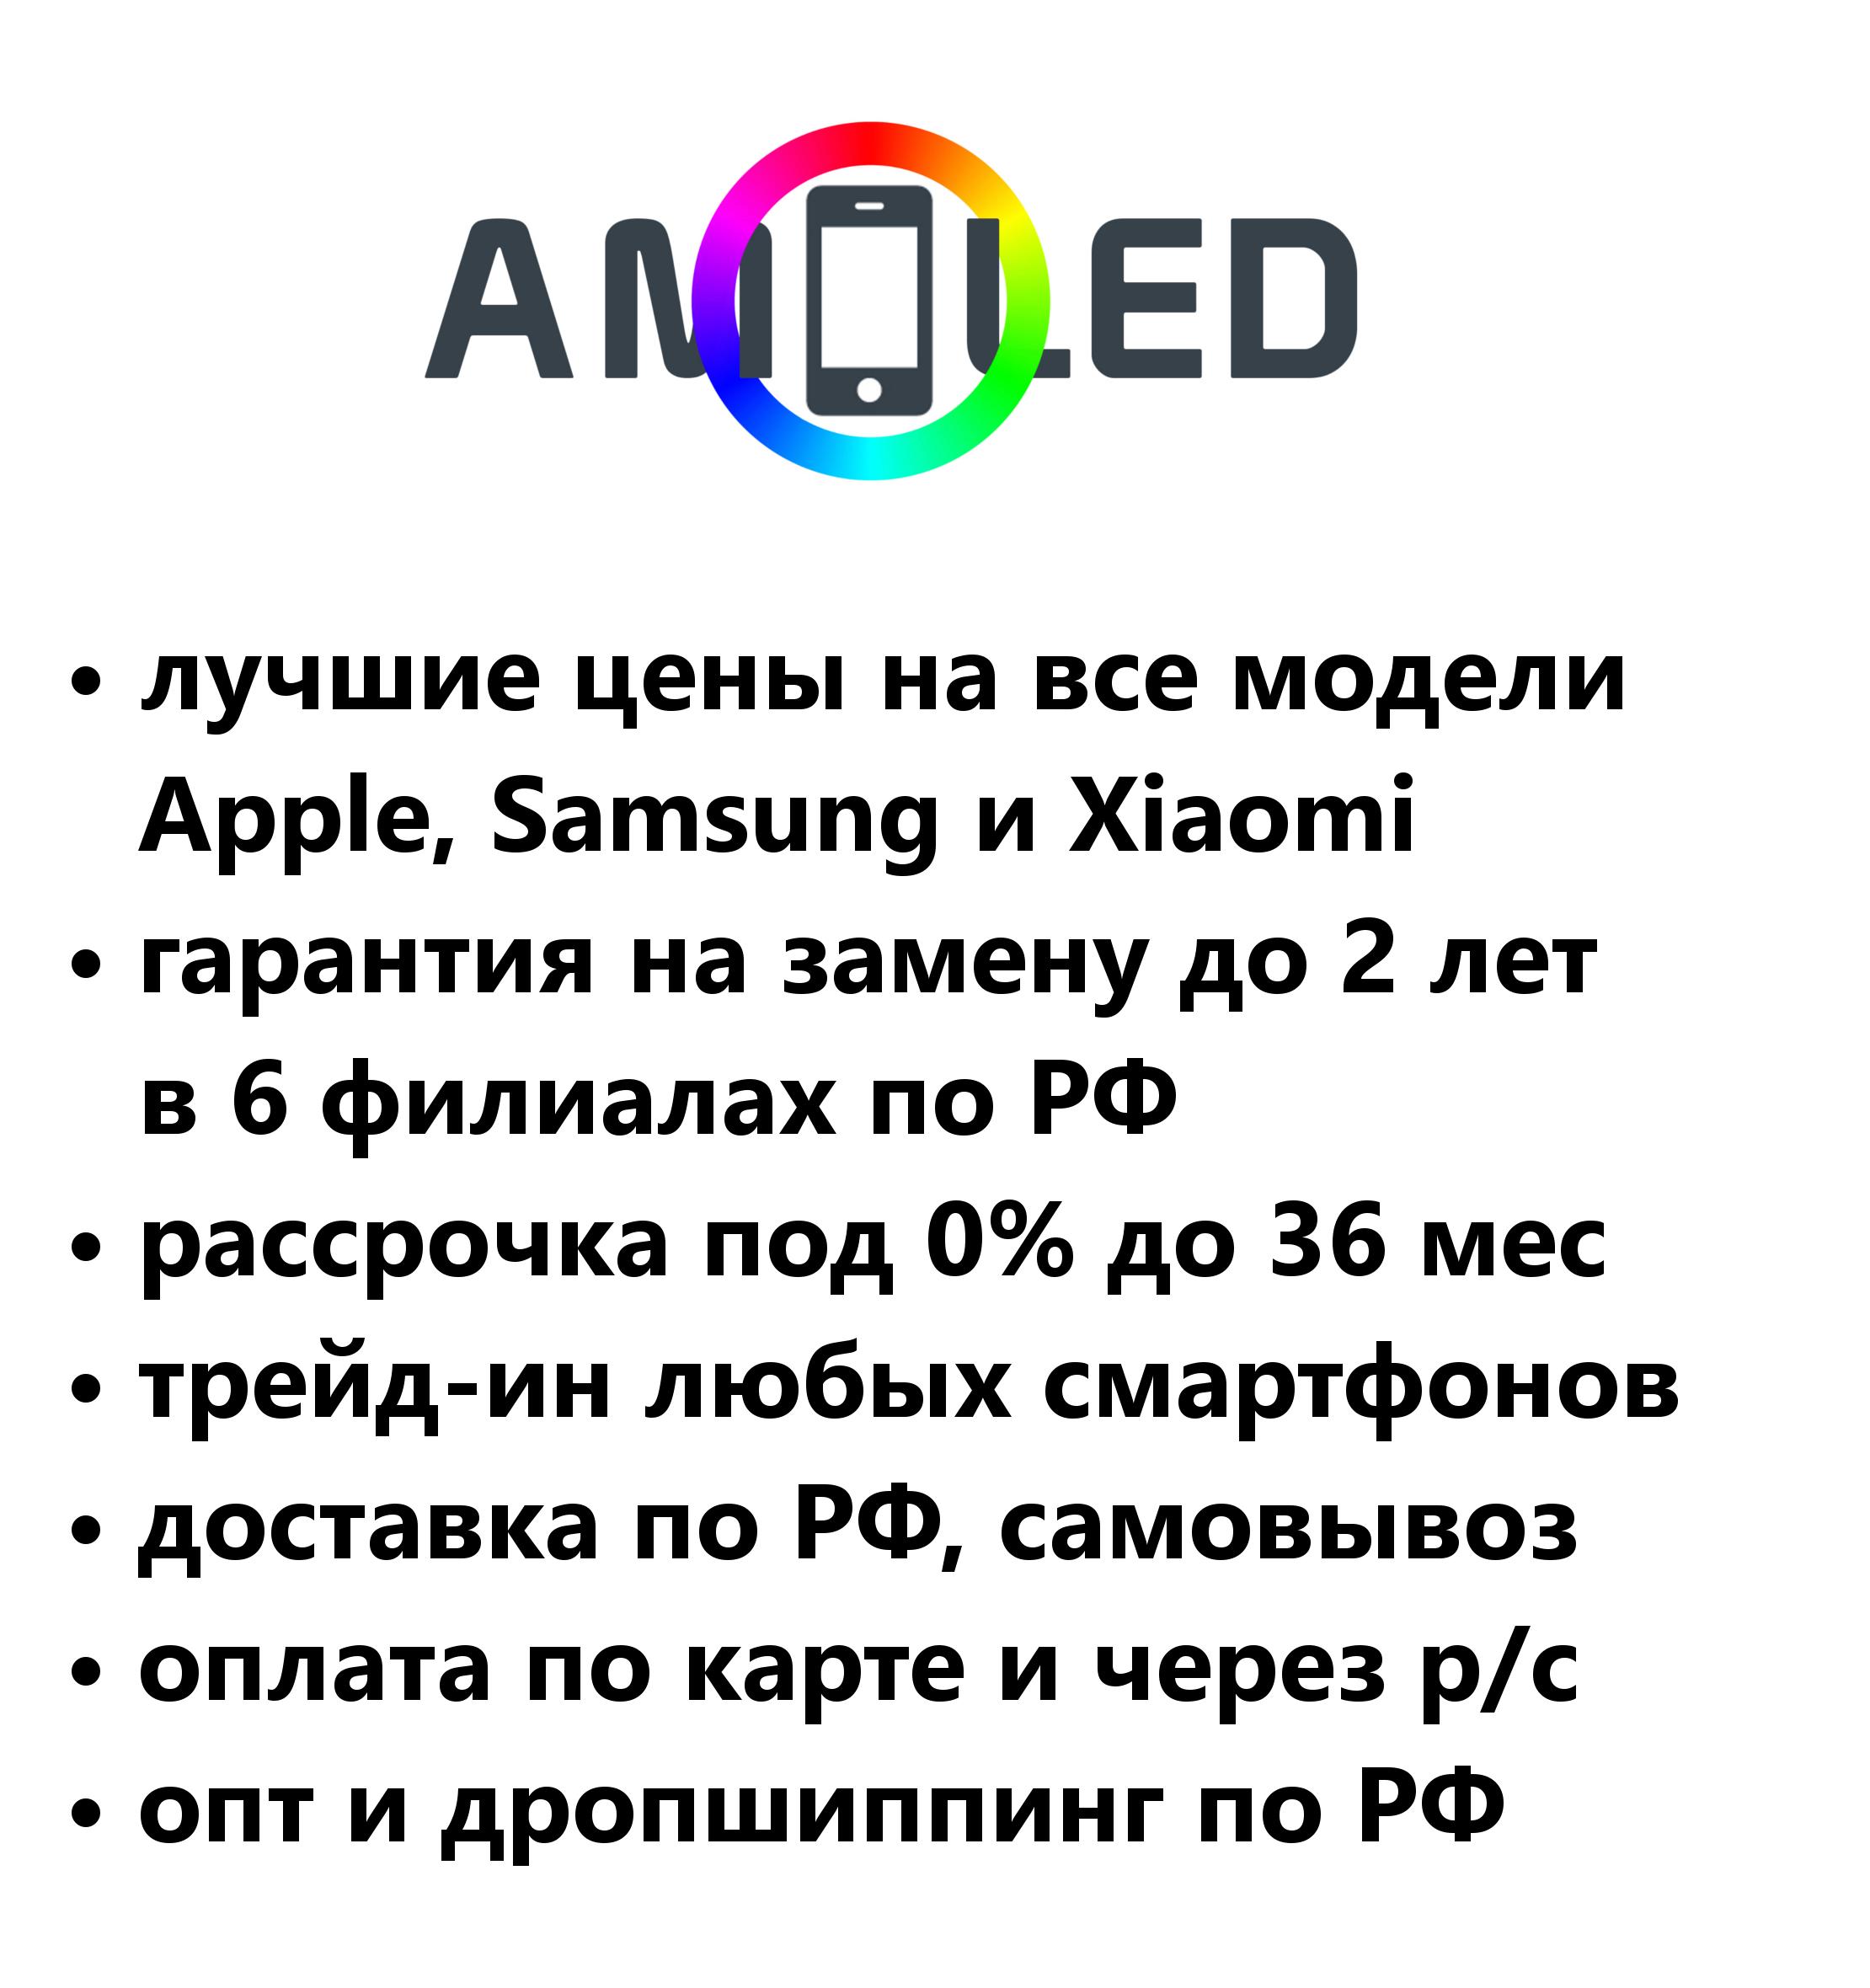 AMOLED
• лучшие цены на все модели
Apple, Samsung и Xiaomi
• гарантия на замену до 2 лет
в 6 филиалах по РФ
• рассрочка под 0% до 36 мес
• трейд-ин любых смартфонов
• доставка по РФ, самовывоз
• оплата по карте и через р/с
• опт и дропшиппинг по РФ